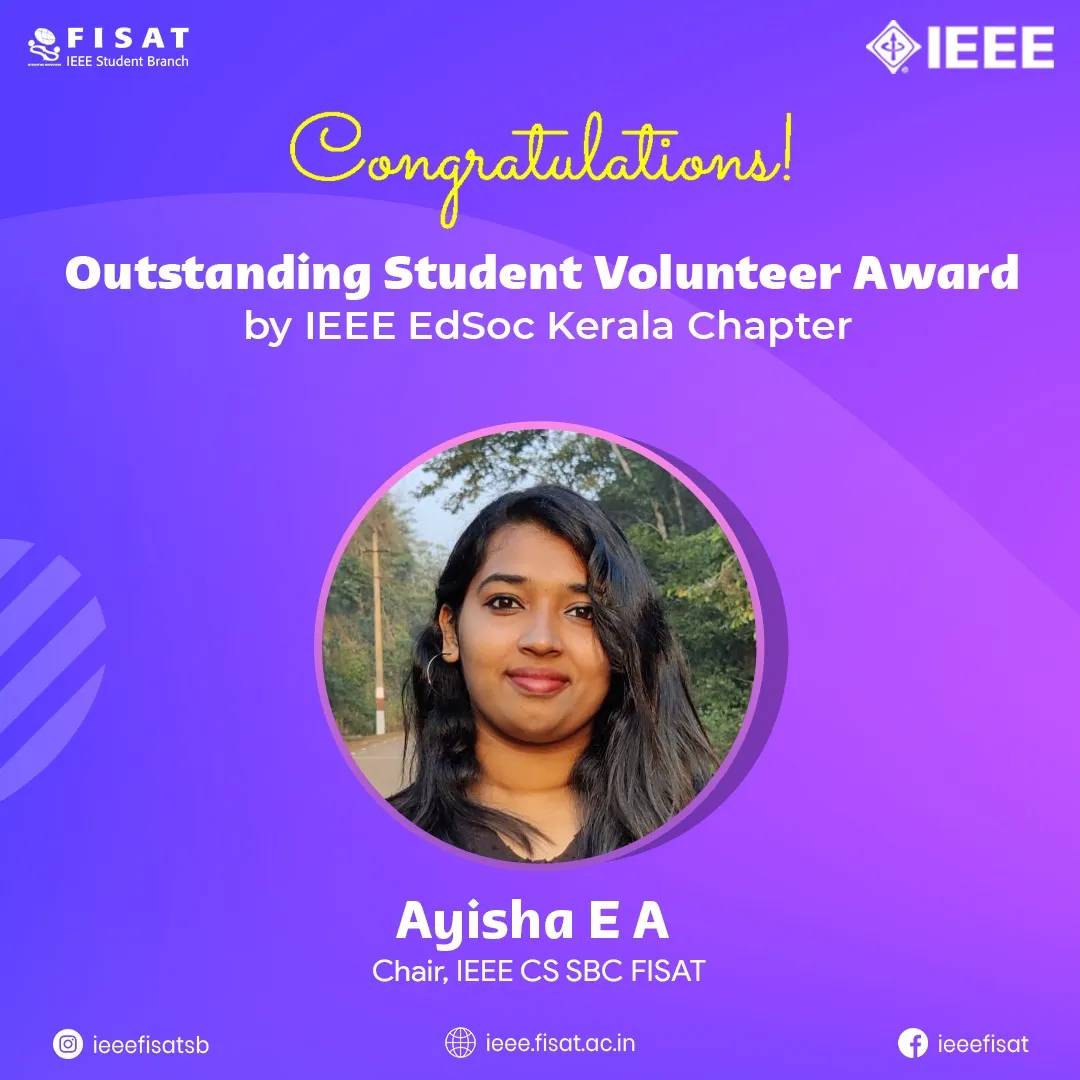 FISAT
IEEE Student Branch
IEEE
Congratulations!
Outstanding Student Volunteer Award
by IEEE EdSoc Kerala Chapter
Ayisha E A
Chair, IEEE CS SBC FISAT
ieeefisatsb
ieee.fisat.ac.in
ieeefisat